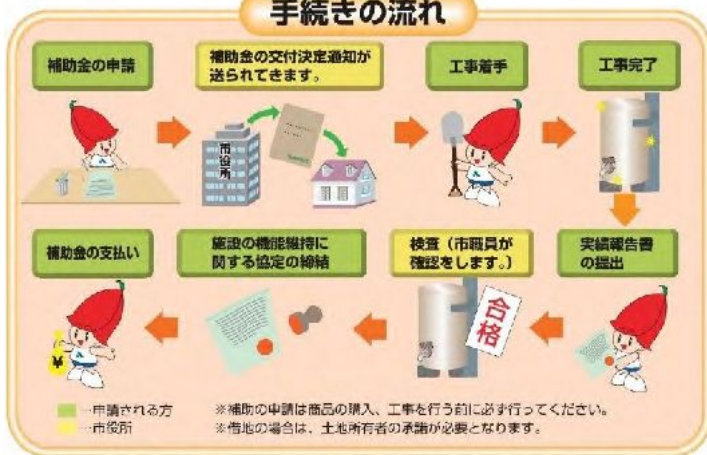 手続きの流れ
補助金の申請
補助金の交付決定通知が
送られてきます。
工事着手
工事完了
市役所
補助金の支払い
施設の機能維持に
関する協定の締結
検査（市職員が
確認をします。）
実績報告書
の提出
合格
¥
…申請される方
※補助の申請は商品の購入、工事を行う前に必ず行ってください。
…市役所
※借地の場合は、土地所有者の承諾が必要となります。